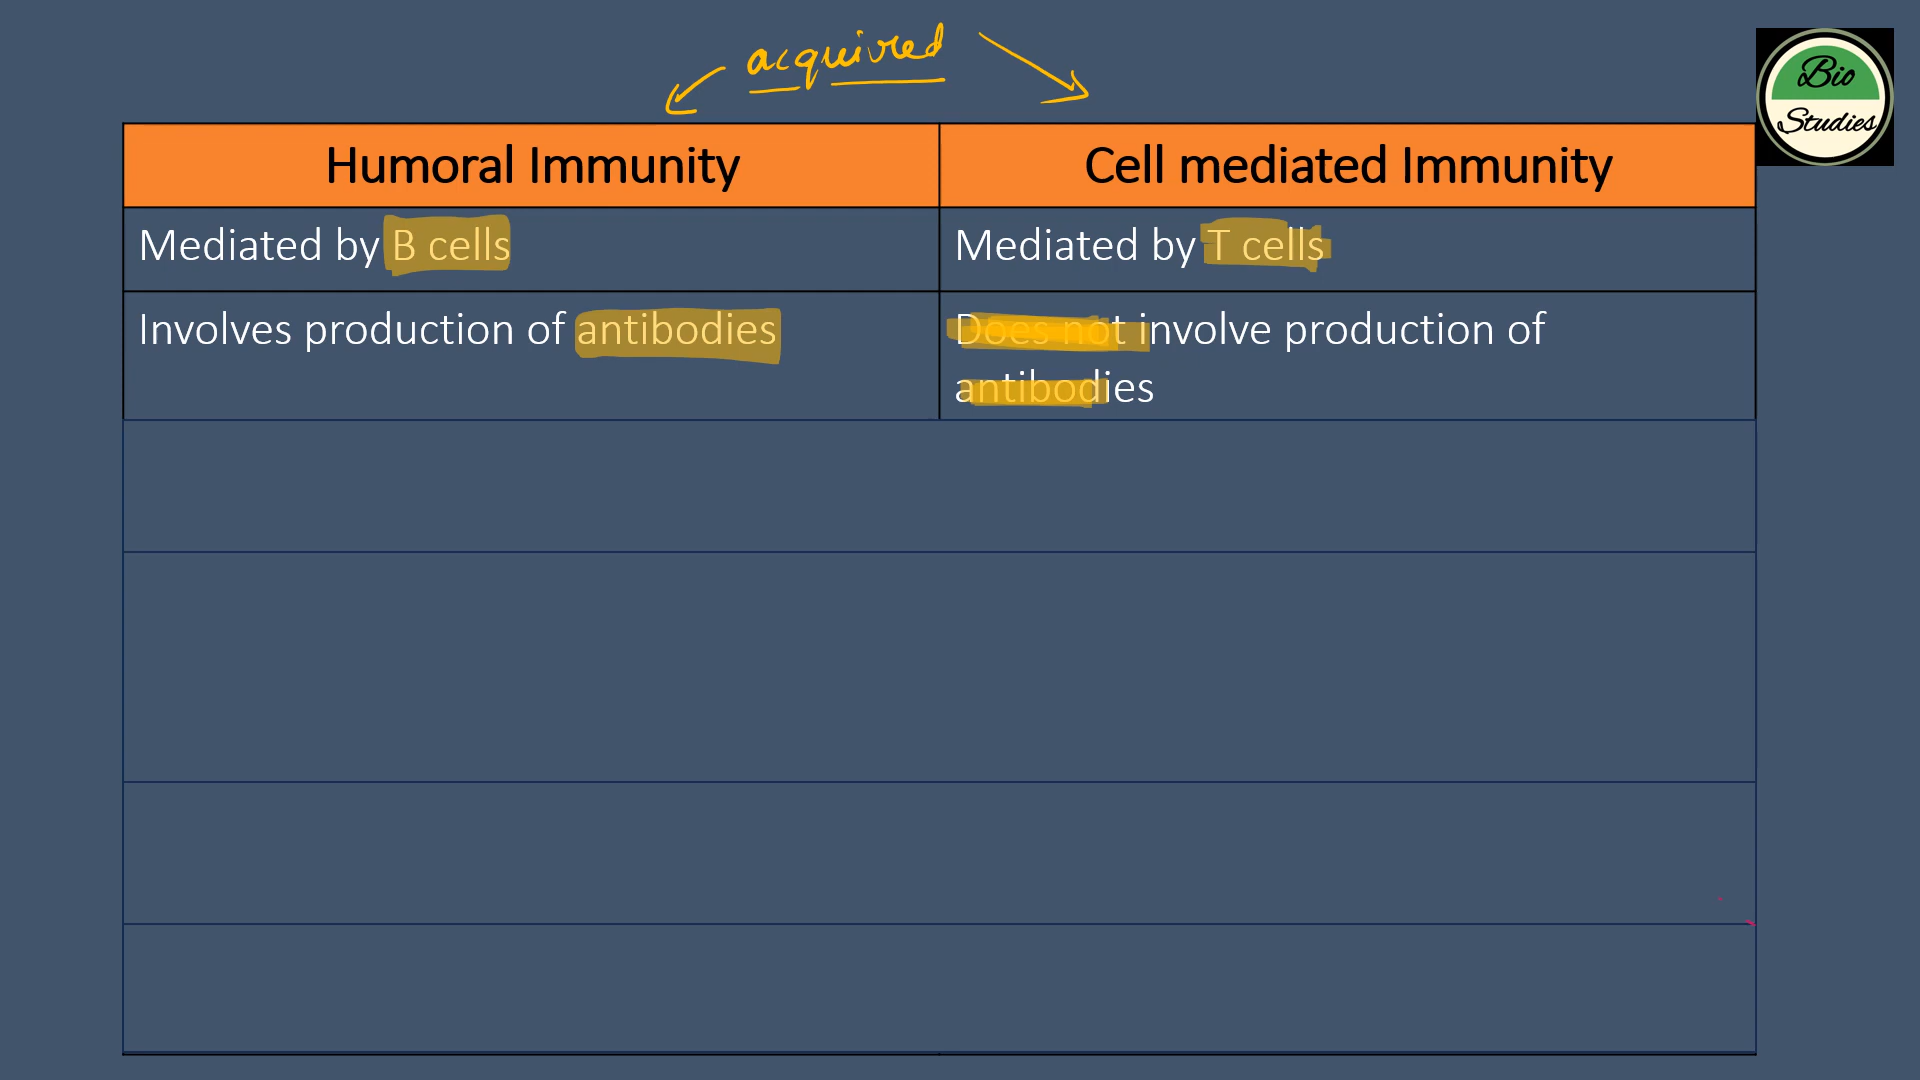 acquired
Bio
Studies
Humoral Immunity
Cell mediated Immunity
Mediated by B cells
Mediated by T cells
Involves production of antibodies
Does not involve production of
antibodies